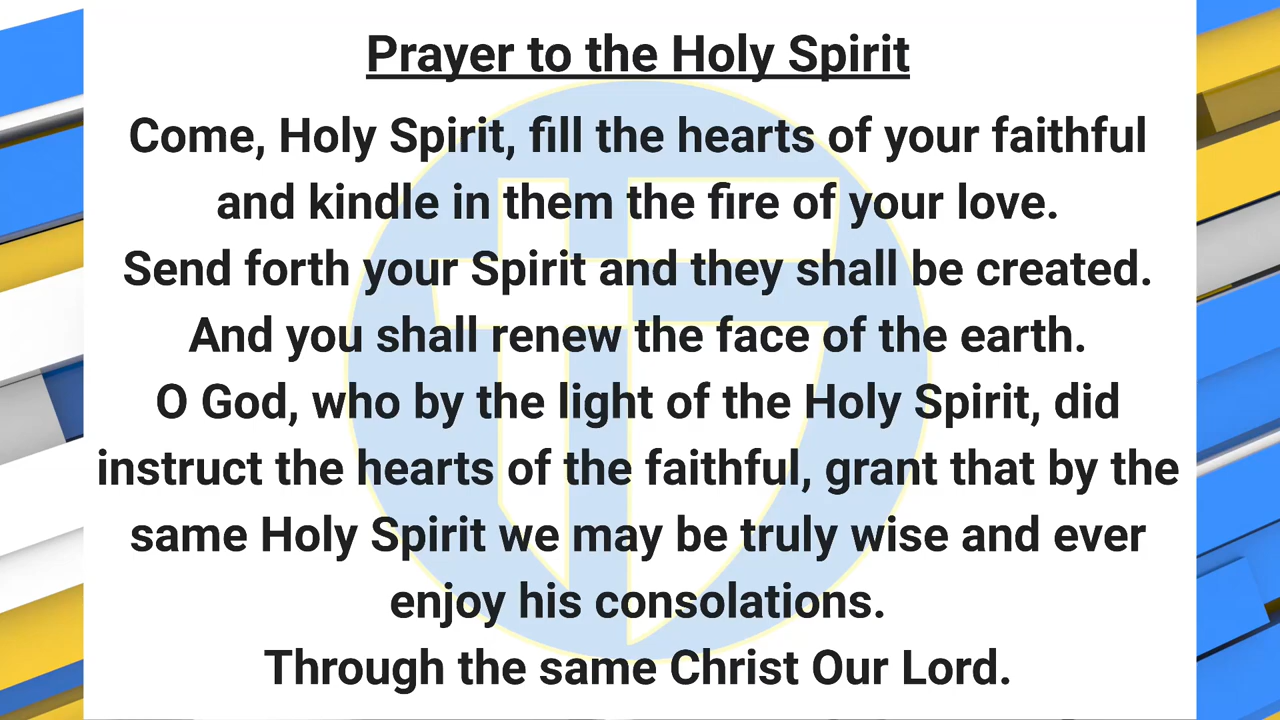 Prayer to the Holy Spirit
Come, Holy Spirit, fill the hearts of your faithful
and kindle in them the fire of your love.
Send forth your Spirit and they shall be created.
And you shall renew the face of the earth.
O God, who by the light of the Holy Spirit, did
instruct the hearts of the faithful, grant that by the
same Holy Spirit we may be truly wise and ever
enjoy his consolations.
Through the same Christ Our Lord.